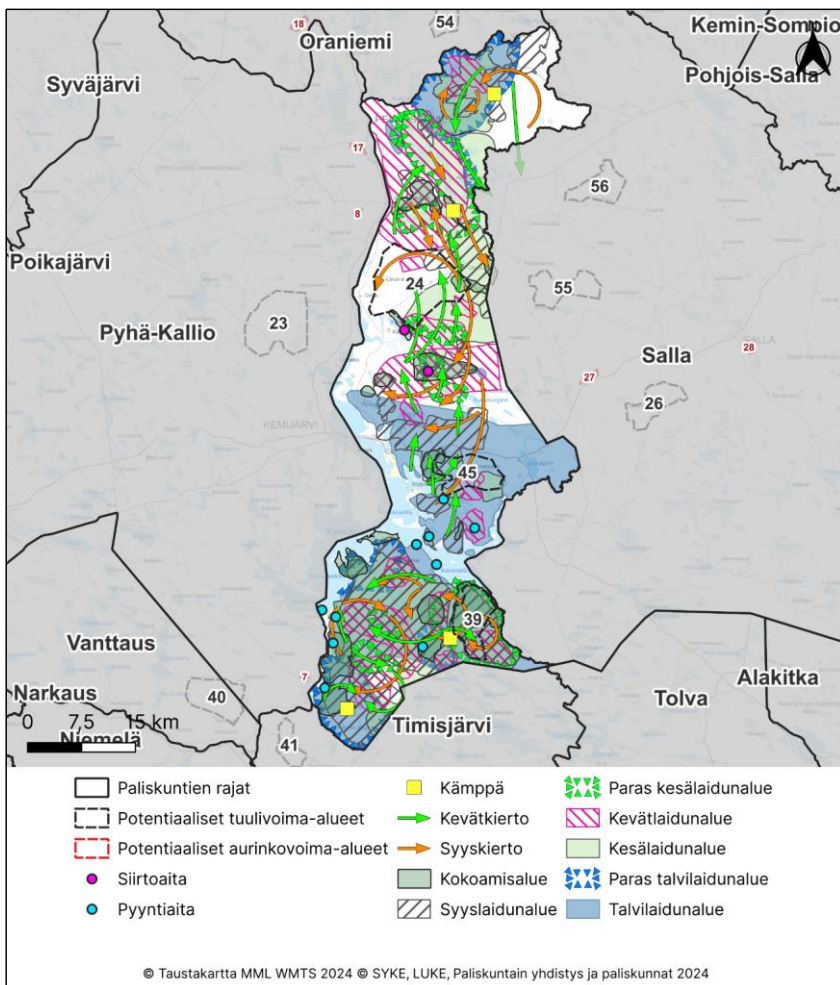 54
Kemin-Sompio
18
Oraniemi
Syväjärvi
Pohjois-Salla
17
56
8
Poikajärvi
24
55
23
Pyhä-Kallio
28
Salla
27
26
KEMIJÄRVI
SALLA
45
39
Vanttaus
7
Alakitka
40
Narkaus
Tolva
0 7,5 15 km
Timisjärvi
Niemelä
41
Paliskuntien rajat
Potentiaaliset tuulivoima-alueet
Potentiaaliset aurinkovoima-alueet
Siirtoaita
Pyyntiaita
Kämppä
Kevätkierto
Syyskierto
Kokoamisalue
Syyslaidunalue
Paras kesälaidunalue
Kevätlaidunalue
Kesälaidunalue
Paras talvilaidunalue
Talvilaidunalue
© Taustakartta MML WMTS 2024 © SYKE, LUKE, Paliskuntain yhdistys ja paliskunnat 2024